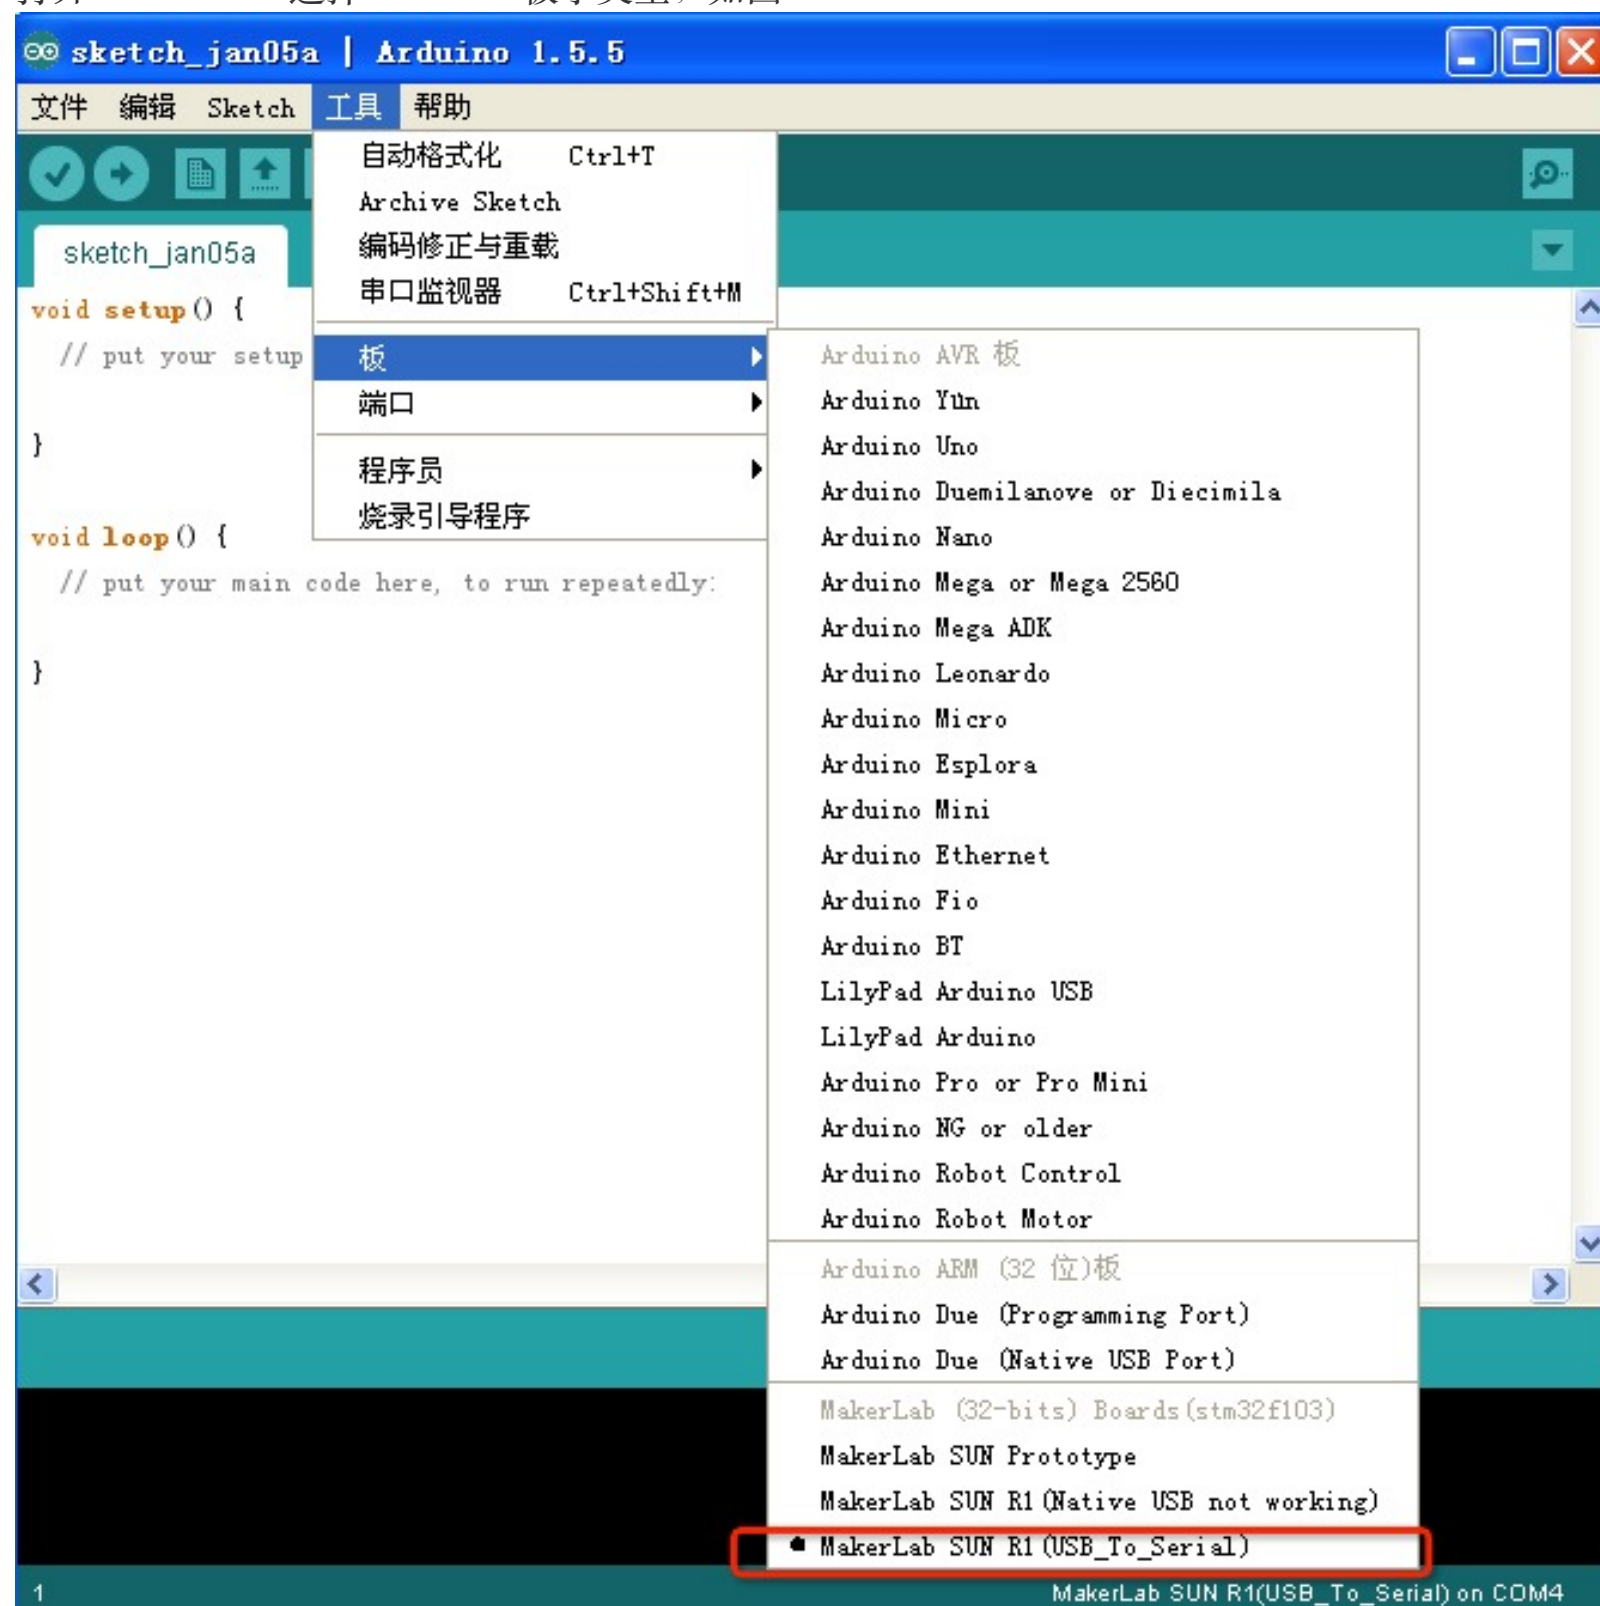 sketch_jan05a | Arduino 1.5.5
文件 编辑 Sketch 工具 帮助
自动格式化 Ctrl+T
Archive Sketch
编码修正与重载
串口监视器 Ctrl+Shift+M
板
端口
程序员
烧录引导程序
sketch_jan05a
void setup() {
// put your setup
}
void loop() {
// put your main code here, to run repeatedly:
}
Arduino AVR 板
Arduino Yún
Arduino Uno
Arduino Duemilanove or Diecimila
Arduino Nano
Arduino Mega or Mega 2560
Arduino Mega ADK
Arduino Leonardo
Arduino Micro
Arduino Esplora
Arduino Mini
Arduino Ethernet
Arduino Fio
Arduino BT
LilyPad Arduino USB
LilyPad Arduino
Arduino Pro or Pro Mini
Arduino NG or older
Arduino Robot Control
Arduino Robot Motor
Arduino ARM (32 位)板
Arduino Due (Programming Port)
Arduino Due (Native USB Port)
MakerLab (32-bits) Boards(stm32f103)
MakerLab SUN Prototype
MakerLab SUN R1(Native USB not working)
MakerLab SUN R1(USB_To_Serial)
1 MakerLab SUN R1(USB_To_Serial) on COM4